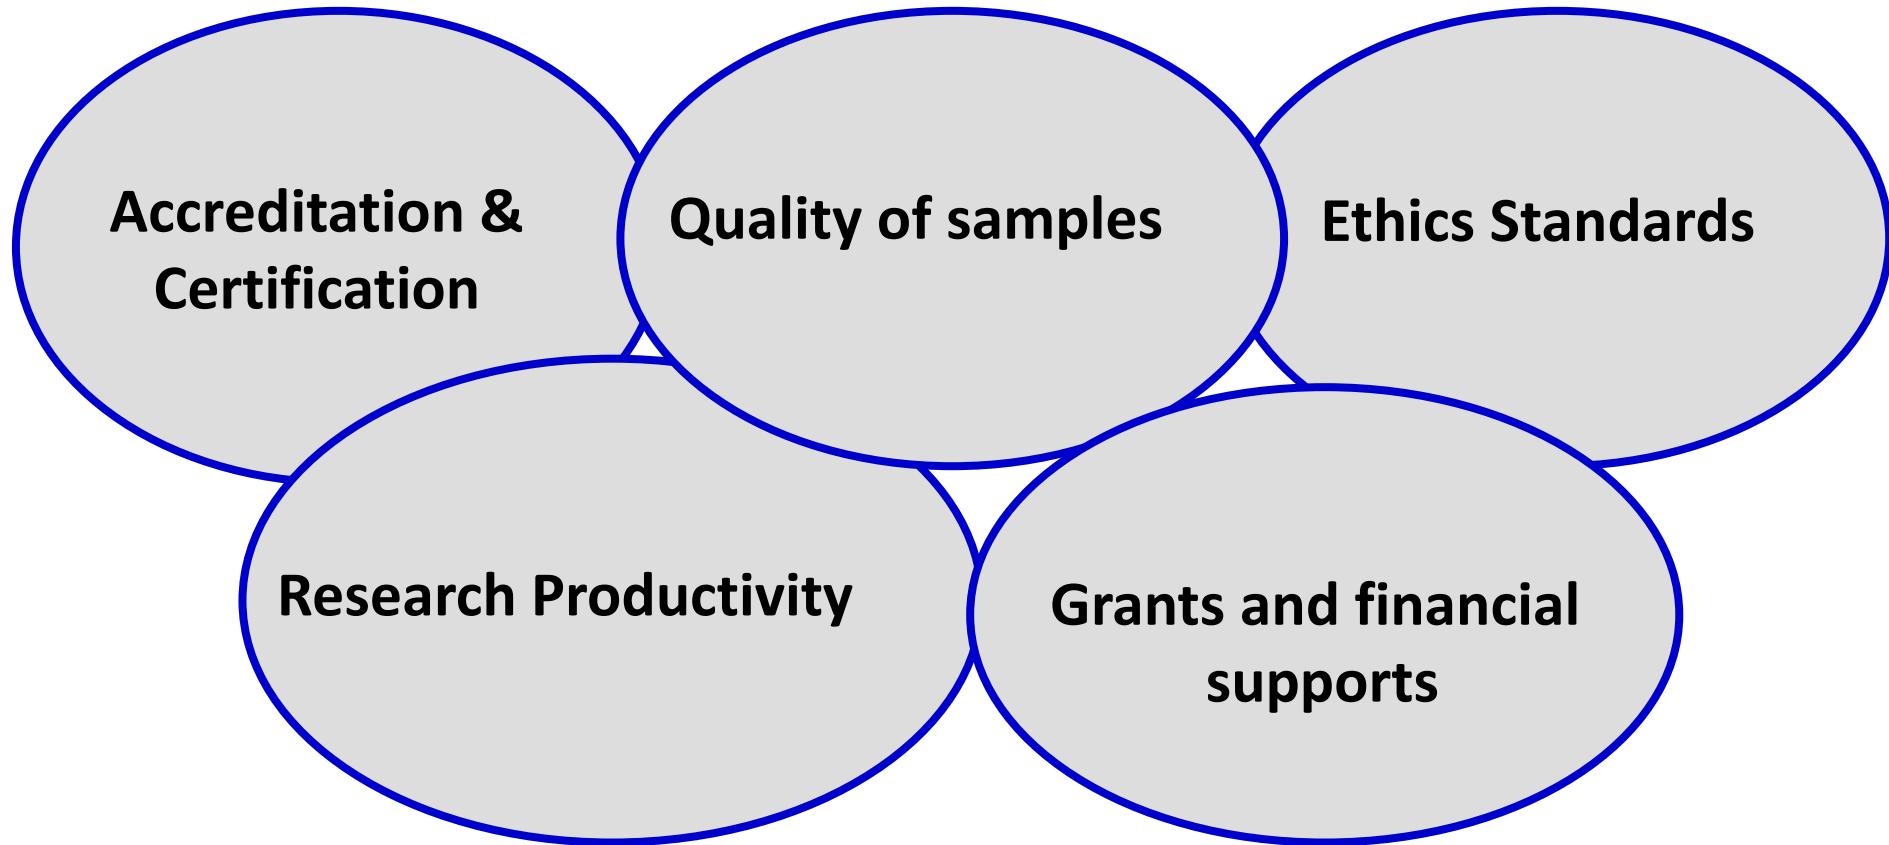 Accreditation &
Certification
Quality of samples
Ethics Standards
Research Productivity
Grants and financial
supports